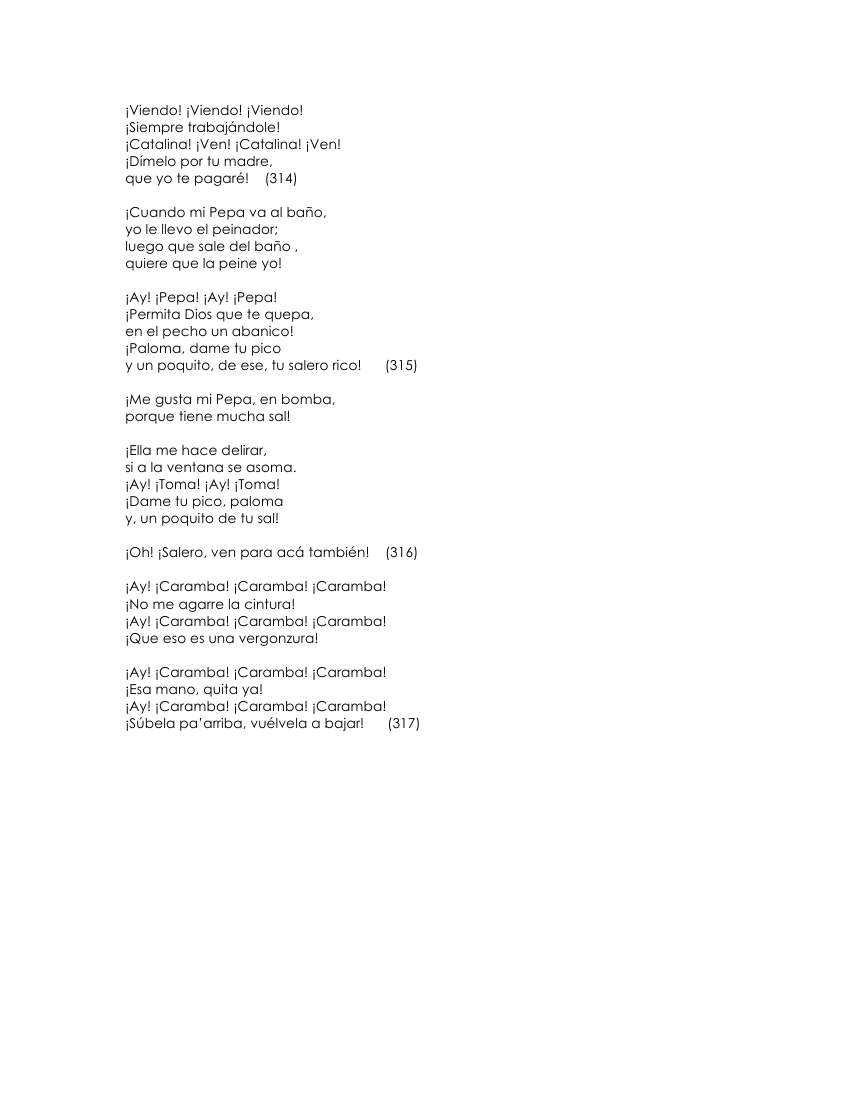 ¡Viendo! ¡Viendo! ¡Viendo!
¡Siempre trabajándole!
¡Catalina! ¡Ven! ¡Catalina! ¡Ven!
¡Dímelo por tu madre,
que yo te pagaré! (314)
¡Cuando mi Pepa va al baño,
yo le llevo el peinador;
luego que sale del baño ,
quiere que la peine yo!
¡Ay! ¡Pepa! ¡Ay! ¡Pepa!
¡Permita Dios que te quepa,
en el pecho un abanico!
¡Paloma, dame tu pico
y un poquito, de ese, tu salero rico! (315)
¡Me gusta mi Pepa, en bomba,
porque tiene mucha sal!
¡Ella me hace delirar,
si a la ventana se asoma.
¡Ay! ¡Toma! ¡Ay! ¡Toma!
¡Dame tu pico, paloma
y, un poquito de tu sal!
¡Oh! ¡Salero, ven para acá también! (316)
¡Ay! ¡Caramba! ¡Caramba! ¡Caramba!
¡No me agarre la cintura!
¡Ay! ¡Caramba! ¡Caramba! ¡Caramba!
¡Que eso es una vergonzura!
¡Ay! ¡Caramba! ¡Caramba! ¡Caramba!
¡Esa mano, quita ya!
¡Ay! ¡Caramba! ¡Caramba! ¡Caramba!
¡Súbela pa’arriba, vuélvela a bajar! (317)